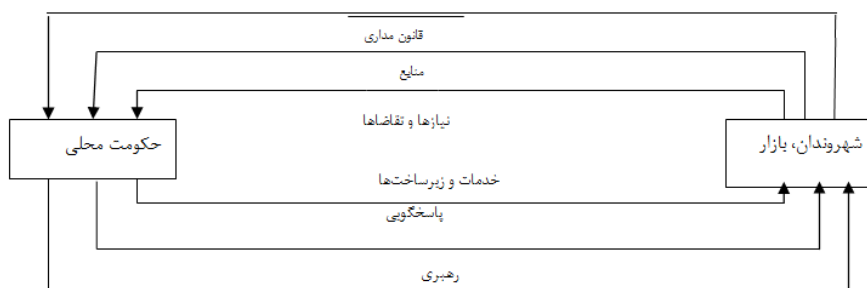 قانون مداری
منابع
نیازها و تقاضاها
شهروندان، بازار
حکومت محلی
خدمات و زیرساخت‌ها
پاسخگویی
رهبری